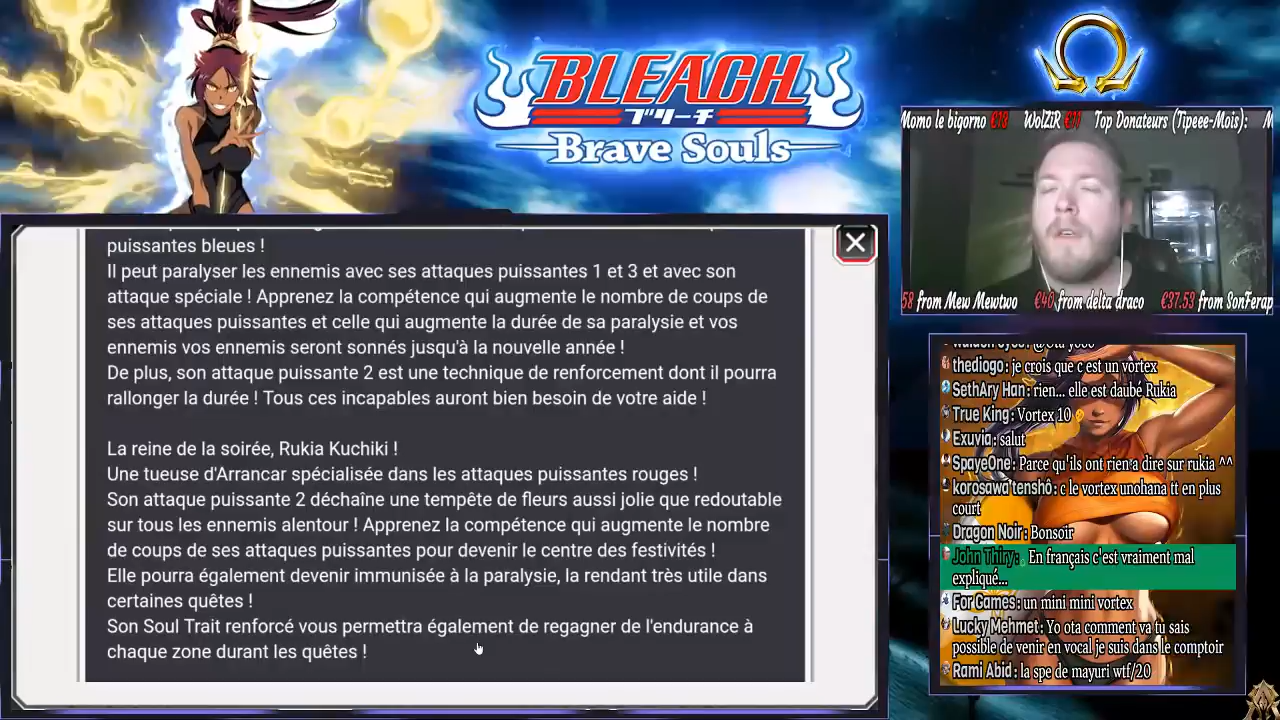 BLEACH
ブリーチ
Brave Souls
Momo le bigorno €18 WolZiR €11 Top Donateurs (Tipeee-Mois):
58 from Mew Mewtwo €40 from delta draco €37.53 from SonFerap
puissantes bleues !
Il peut paralyser les ennemis avec ses attaques puissantes 1 et 3 et avec son
attaque spéciale ! Apprenez la compétence qui augmente le nombre de coups de
ses attaques puissantes et celle qui augmente la durée de sa paralysie et vos
ennemis vos ennemis seront sonnés jusqu'à la nouvelle année !
De plus, son attaque puissante 2 est une technique de renforcement dont il pourra
rallonger la durée ! Tous ces incapables auront bien besoin de votre aide !
La reine de la soirée, Rukia Kuchiki !
Une tueuse d'Arrancar spécialisée dans les attaques puissantes rouges !
Son attaque puissante 2 déchaîne une tempête de fleurs aussi jolie que redoutable
sur tous les ennemis alentour ! Apprenez la compétence qui augmente le nombre
de coups de ses attaques puissantes pour devenir le centre des festivités !
Elle pourra également devenir immunisée à la paralysie, la rendant très utile dans
certaines quêtes !
Son Soul Trait renforcé vous permettra également de regagner de l'endurance à
chaque zone durant les quêtes !
thediogo : je crois que c est un vortex
SethAry Han : rien... elle est daubé Rukia
True King : Vortex 10
Exuvia : salut
SpayeOne : Parce qu'ils ont rien a dire sur rukia ^^
korosawa tenshô : c le vortex unohana tt en plus
court
Dragon Noir : Bonsoir
John Thiry : En français c'est vraiment mal
expliqué...
For Games : un mini mini vortex
Lucky Mehmet : Yo ota comment va tu sais
possible de venir en vocal je suis dans le comptoir
Rami Abid : la spe de mayuri wtf/20